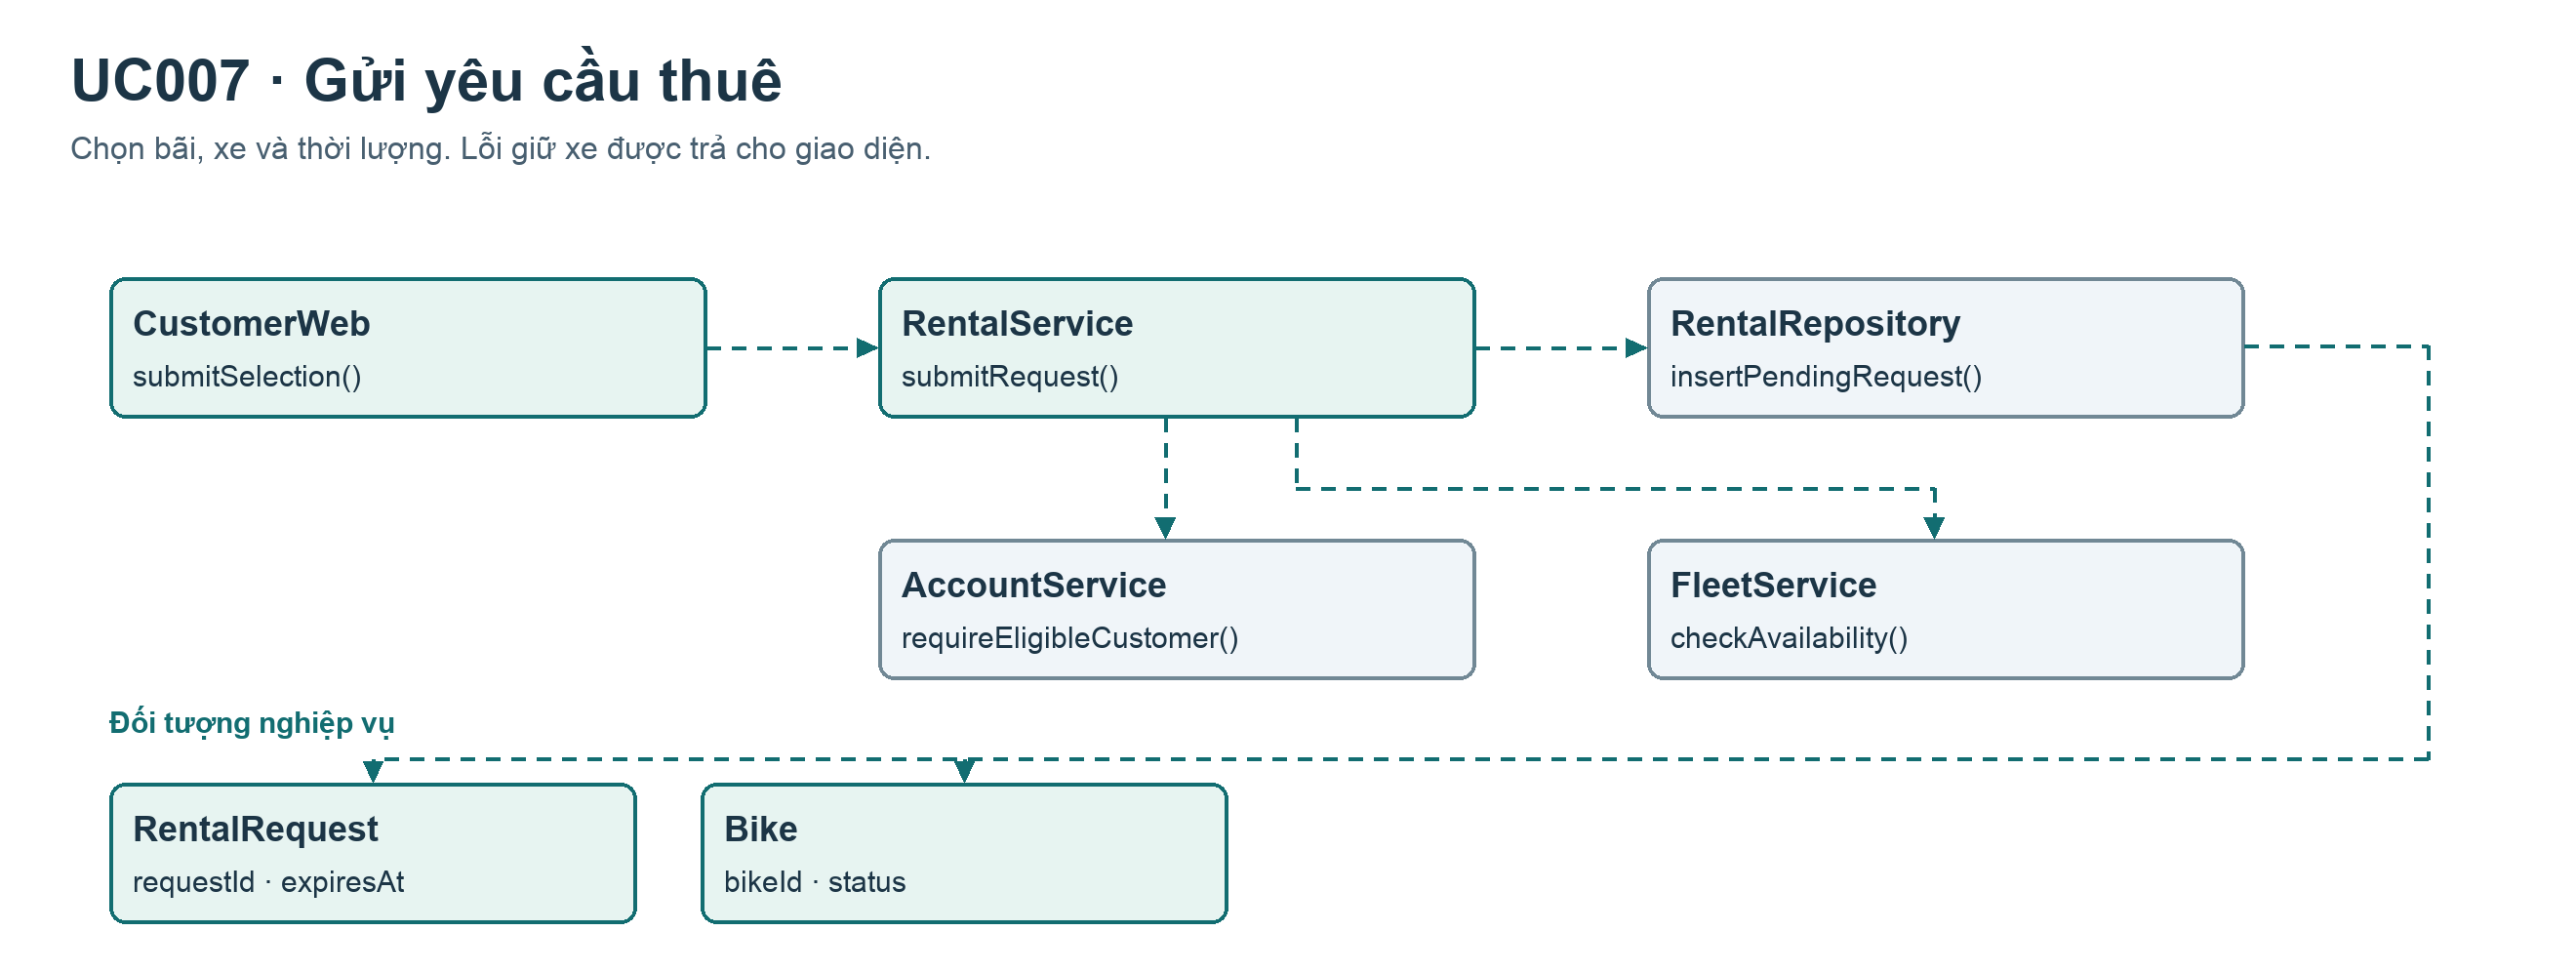 UC007 · Gửi yêu cầu thuê
Chọn bãi, xe và thời lượng. Lỗi giữ xe được trả cho giao diện.
CustomerWeb
submitSelection()
RentalService
submitRequest()
RentalRepository
insertPendingRequest()
AccountService
requireEligibleCustomer()
FleetService
checkAvailability()
Đối tượng nghiệp vụ
RentalRequest
requestId · expiresAt
Bike
bikeId · status